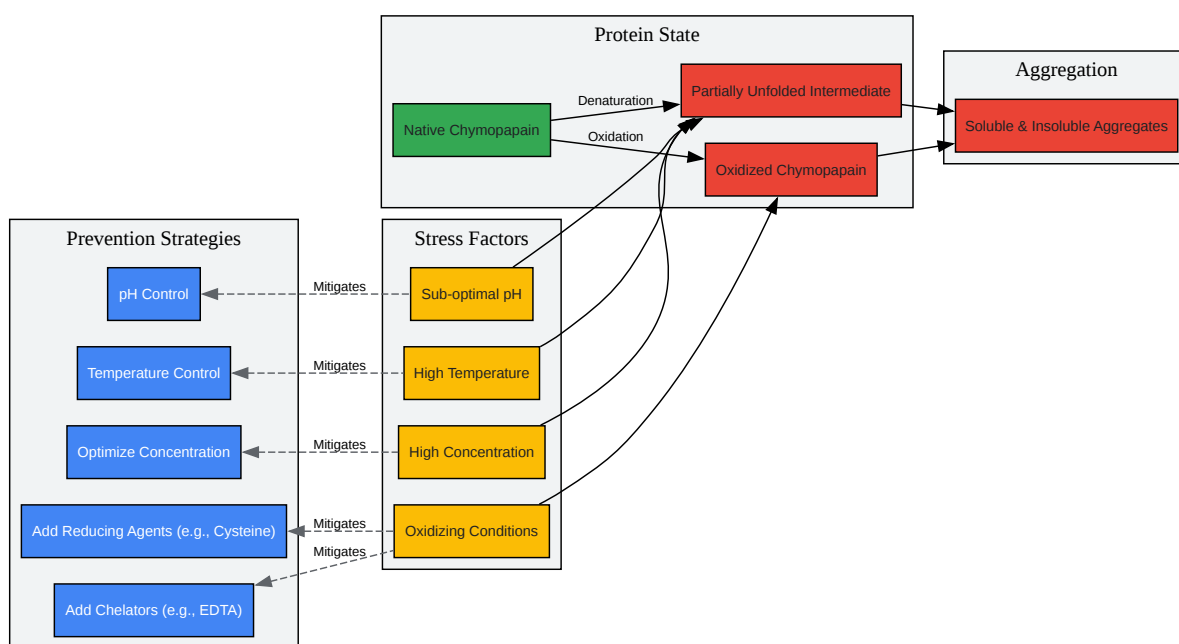 Protein State
Aggregation
Native Chymopapain
Denaturation
Oxidation
Partially Unfolded Intermediate
Oxidized Chymopapain
Soluble & Insoluble Aggregates
Prevention Strategies
Stress Factors
pH Control
Mitigates
Sub-optimal pH
Temperature Control
Mitigates
High Temperature
Optimize Concentration
Mitigates
High Concentration
Add Reducing Agents (e.g., Cysteine)
Mitigates
Oxidizing Conditions
Mitigates
Add Chelators (e.g., EDTA)